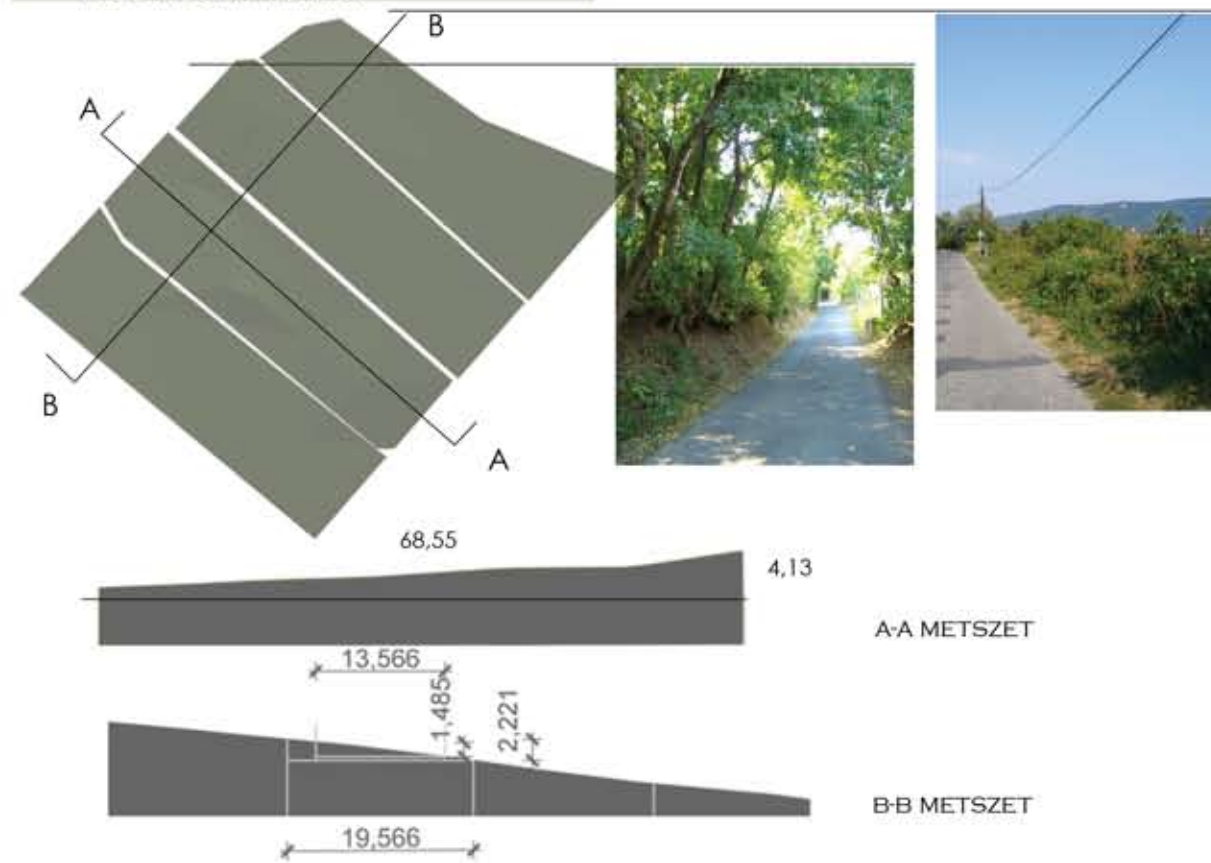 B
A
B
A
68,55
4,13
A-A METSZET
13,566
1,485
2,221
B-B METSZET
19,566